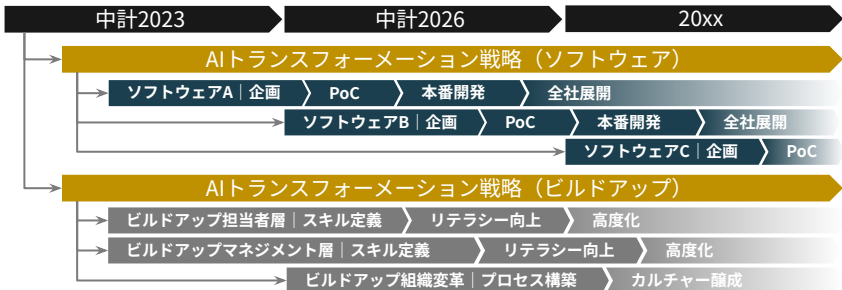 中計2023 中計2026 20xx
AIトランスフォーメーション戦略（ソフトウェア）
ソフトウェアA｜企画 PoC 本番開発 全社展開
ソフトウェアB｜企画 PoC 本番開発 全社展開
ソフトウェアC｜企画 PoC
AIトランスフォーメーション戦略（ビルドアップ）
ビルドアップ担当者層｜スキル定義 リテラシー向上 高度化
ビルドアップマネジメント層｜スキル定義 リテラシー向上 高度化
ビルドアップ組織変革｜プロセス構築 カルチャー醸成